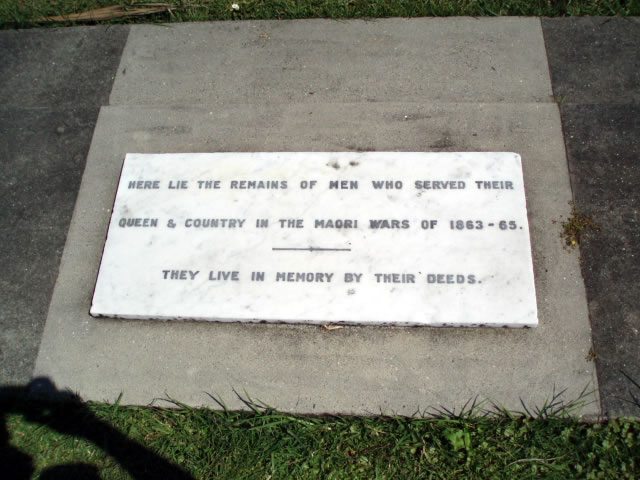 HERE LIE THE REMAINS OF MEN WHO SERVED THEIR
QUEEN & COUNTRY IN THE MAORI WARS OF 1863-65.
THEY LIVE IN MEMORY BY THEIR DEEDS.